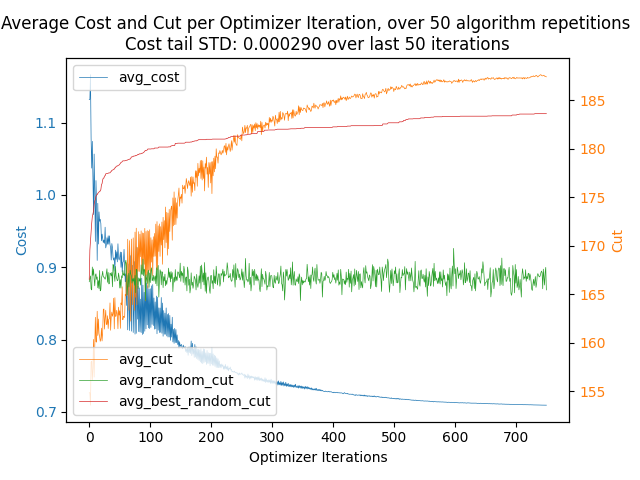 Average Cost and Cut per Optimizer Iteration, over 50 algorithm repetitions
Cost tail STD: 0.000290 over last 50 iterations
avg_cost
1.1
1.0
0.9
0.8
0.7
Cost
185
180
175
170
165
160
155
Cut
avg_cut
avg_random_cut
avg_best_random_cut
0
100
200
300
400
500
600
700
Optimizer Iterations